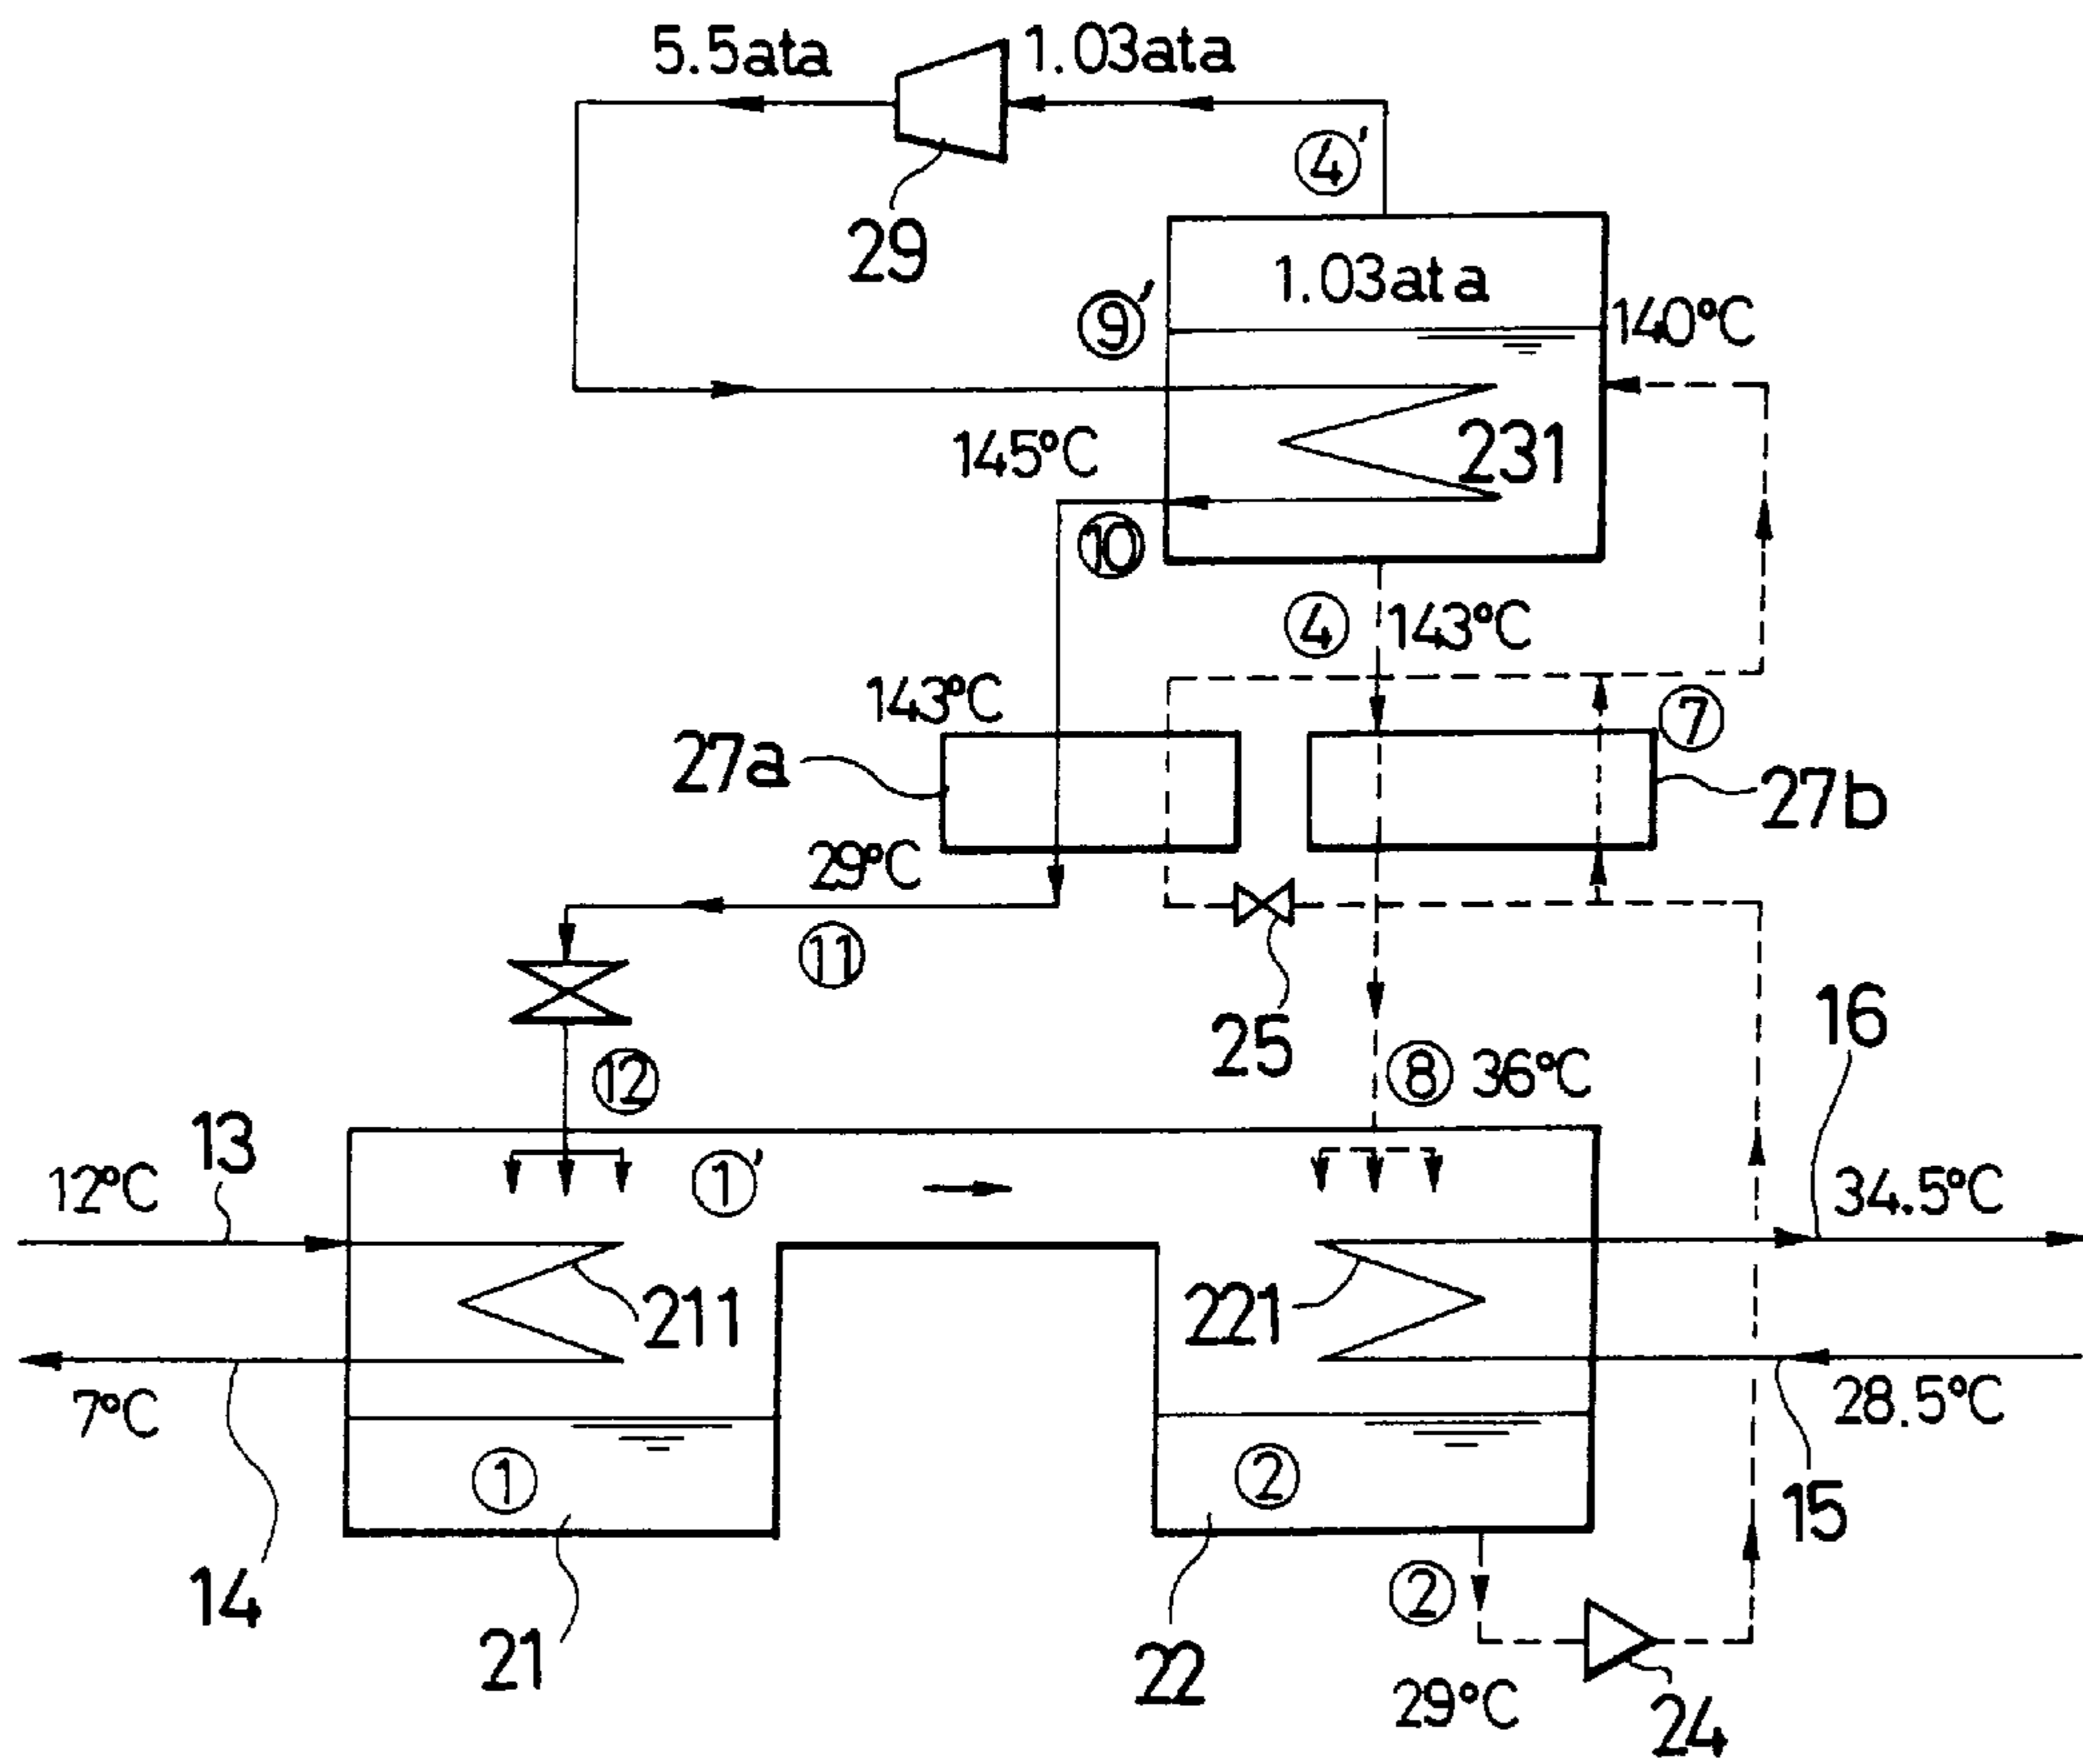 5.5ata
1.03ata
④'
29
1.03ata
⑨'
140°C
231
145°C
⑩
④
143°C
143°C
⑦
27a
27b
29°C
⑪
25
16
⑫
⑧
36°C
13
12°C
①'
34.5°C
211
221
7°C
28.5°C
①
②
15
14
21
②
22
29°C
24